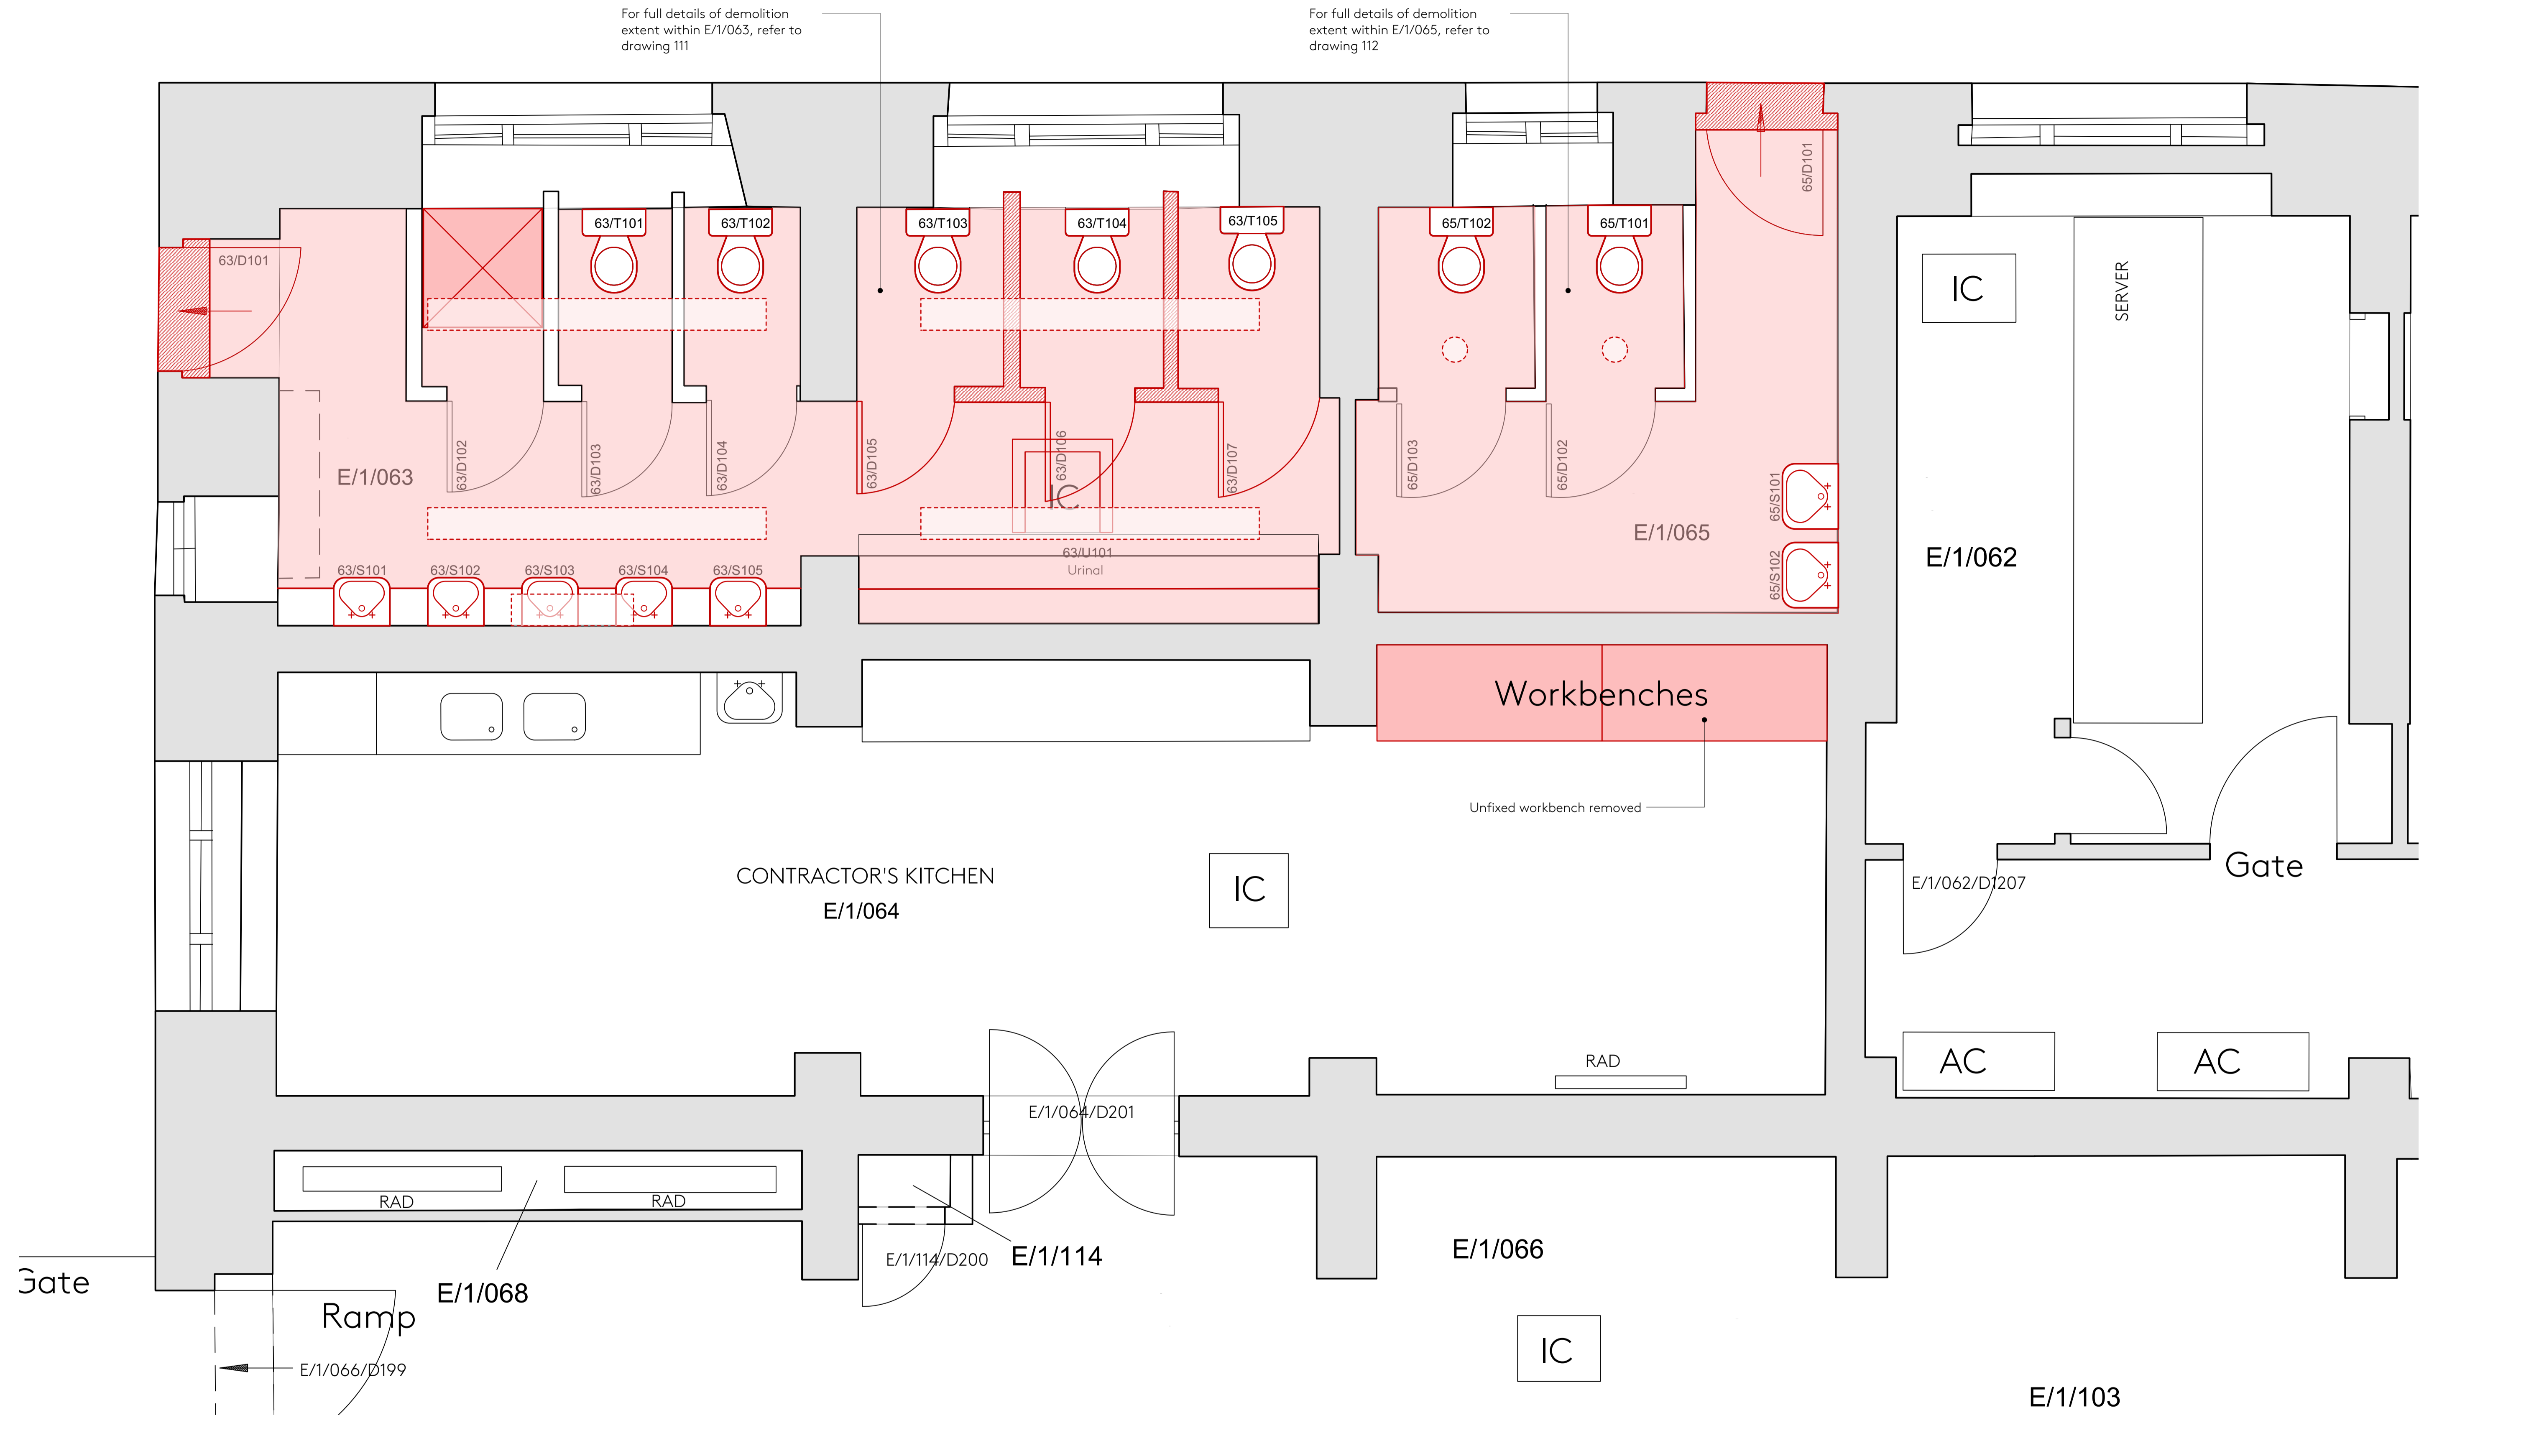 For full details of demolition
extent within E/1/063, refer to
drawing 111
For full details of demolition
extent within E/1/065, refer to
drawing 112
63/T101
63/T102
63/T103
63/T104
63/T105
65/T102
65/T101
65/D101
63/D101
IC
SERVER
63/D102
63/D103
63/D104
63/D105
63/D106
63/D107
65/D103
65/D102
E/1/063
IC
65/S101
E/1/065
E/1/062
63/U101
Urinal
63/S101
63/S102
63/S103
63/S104
63/S105
65/S102
Workbenches
Unfixed workbench removed
CONTRACTOR'S KITCHEN
E/1/064
IC
Gate
E/1/062/D1207
RAD
AC
AC
E/1/064/D201
RAD
RAD
E/1/114/D200
E/1/114
E/1/066
Gate
E/1/068
Ramp
IC
E/1/066/D199
E/1/103